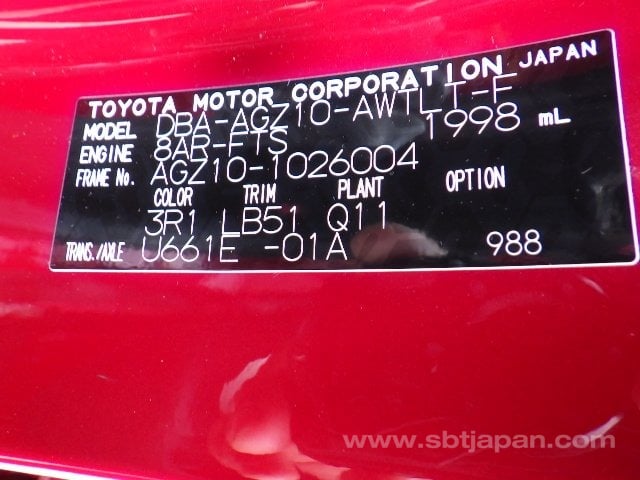 TOYOTA MOTOR CORPORATION JAPAN
MODEL DBA-AGZ10-AWTLT-F
ENGINE 8AR-FTS 1998 mL
FRAME No. AGZ10-1026004
COLOR TRIM PLANT OPTION
3R1 LB51 Q11
TRANS./AXLE U661E -01A 988
www.sbtjapan.com